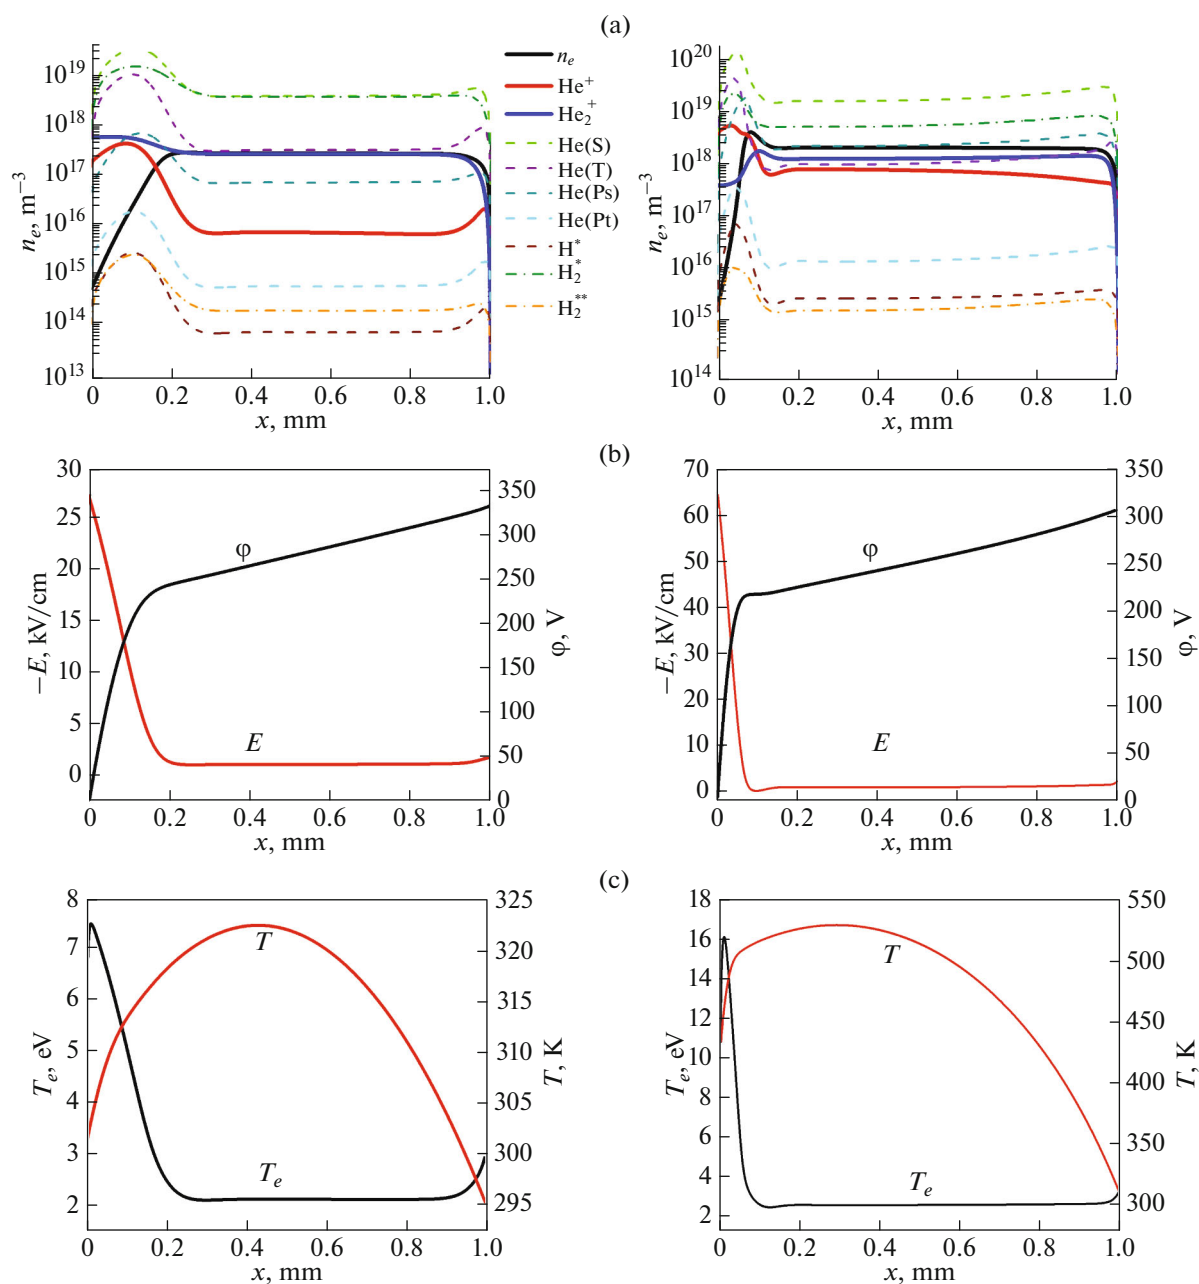 (a)
10^19
10^18
10^17
10^16
10^15
10^14
10^13
n_e, m^−3
0 0.2 0.4 0.6 0.8 1.0
x, mm
n_e
He^+
He_2^+
He(S)
He(T)
He(Ps)
He(Pt)
H^*
H_2^*
H_2^**
10^20
10^19
10^18
10^17
10^16
10^15
10^14
n_e, m^−3
0 0.2 0.4 0.6 0.8 1.0
x, mm
(b)
30
25
20
15
10
5
0
−E, kV/cm
φ
E
350
300
250
200
150
100
50
0
φ, V
0 0.2 0.4 0.6 0.8 1.0
x, mm
70
60
50
40
30
20
10
0
−E, kV/cm
φ
E
350
300
250
200
150
100
50
0
φ, V
0 0.2 0.4 0.6 0.8 1.0
x, mm
(c)
8
7
6
5
4
3
2
T_e, eV
T
T_e
325
320
315
310
305
300
295
T, K
0 0.2 0.4 0.6 0.8 1.0
x, mm
18
16
14
12
10
8
6
4
2
T_e, eV
T
T_e
550
500
450
400
350
300
T, K
0 0.2 0.4 0.6 0.8 1.0
x, mm